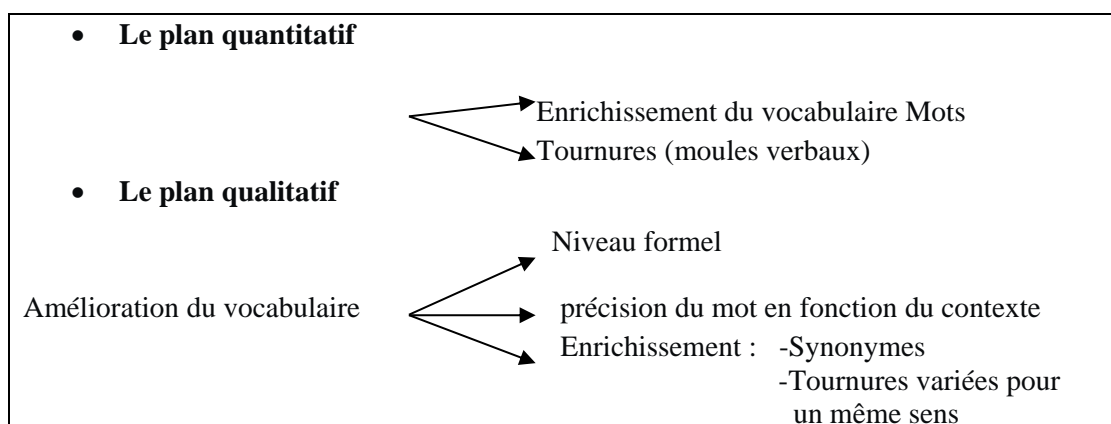 • Le plan quantitatif
Enrichissement du vocabulaire Mots
Tournures (moules verbaux)
• Le plan qualitatif
Niveau formel
Amélioration du vocabulaire
précision du mot en fonction du contexte
Enrichissement : -Synonymes
-Tournures variées pour
un même sens